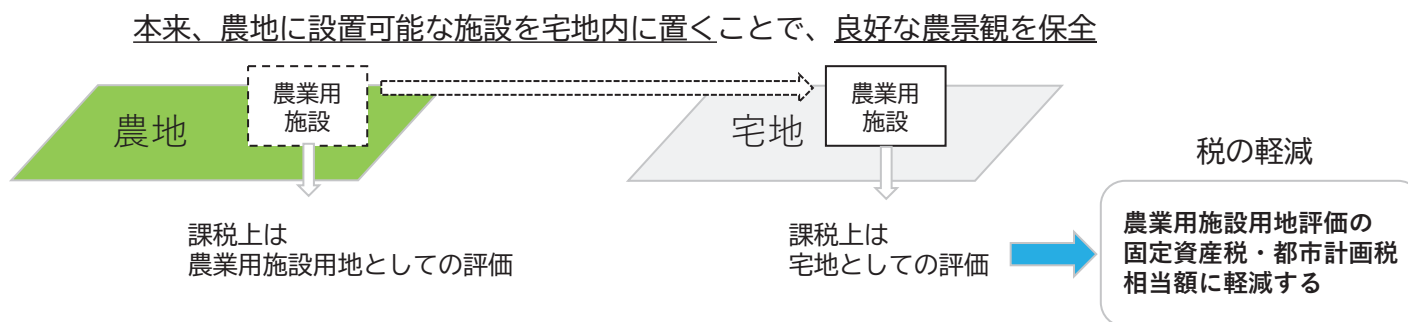 本来、農地に設置可能な施設を宅地内に置くことで、良好な農景観を保全
農業用
施設
農地
農業用
施設
宅地
税の軽減
課税上は
農業用施設用地としての評価
課税上は
宅地としての評価
農業用施設用地評価の
固定資産税・都市計画税
相当額に軽減する